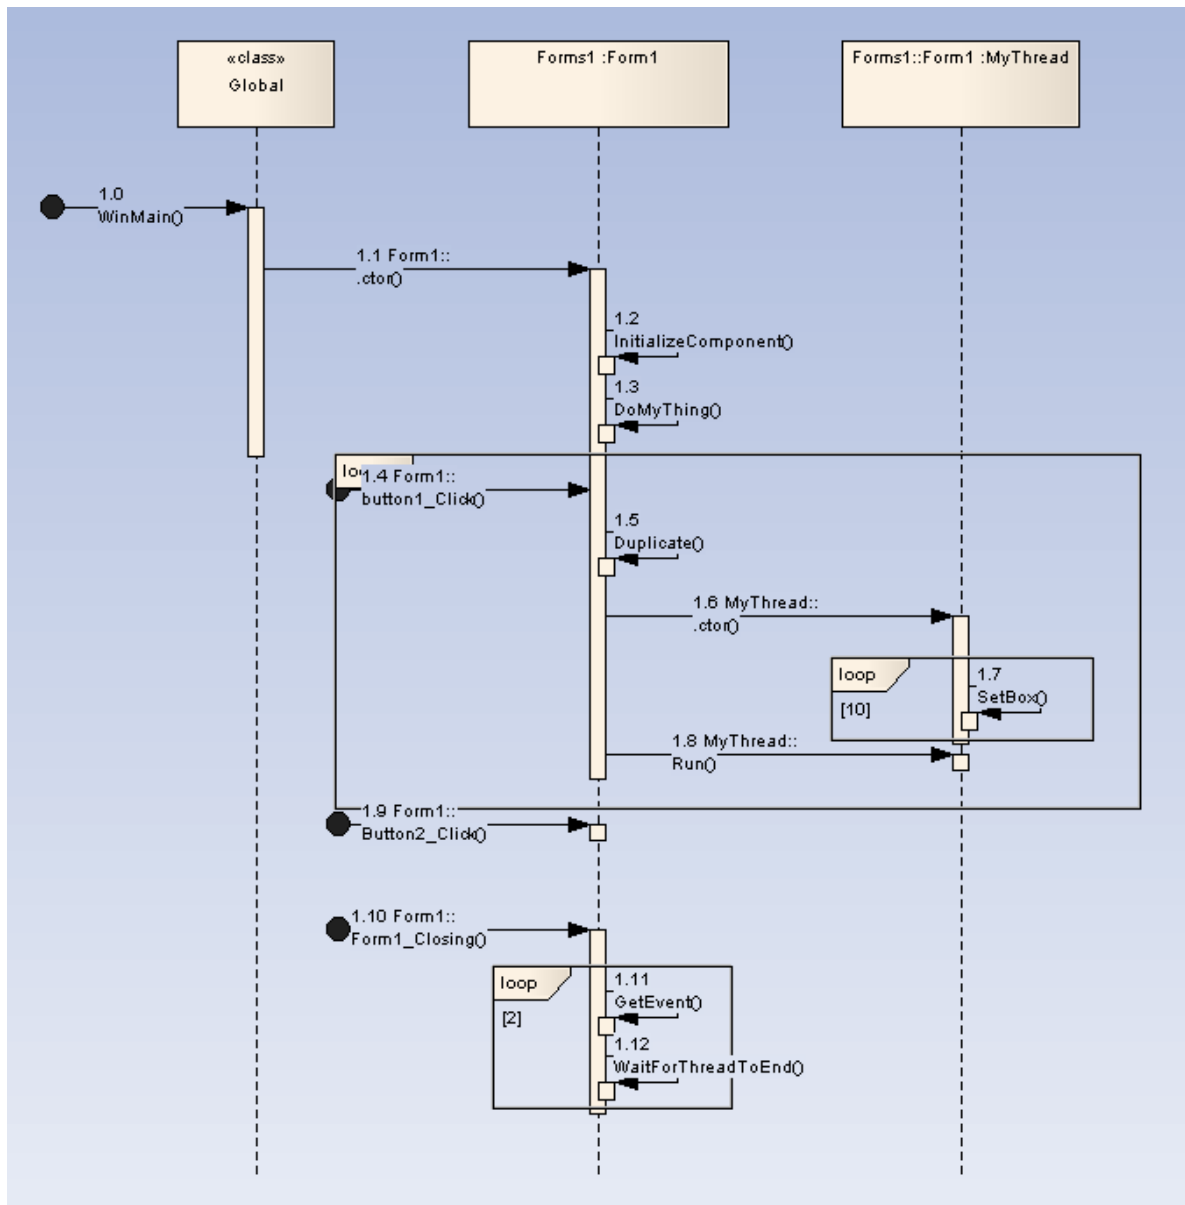 «class»
Global
Forms1 :Form1
Forms1::Form1 :MyThread
1.0
WinMain()
1.1 Form1::
.ctor()
1.2
InitializeComponent()
1.3
DoMyThing()
1.4 Form1::
button1_Click()
1.5
Duplicate()
1.6 MyThread::
.ctor()
loop
[10]
1.7
SetBox()
1.8 MyThread::
Run()
1.9 Form1::
Button2_Click()
1.10 Form1::
Form1_Closing()
loop
[2]
1.11
GetEvent()
1.12
WaitForThreadToEnd()